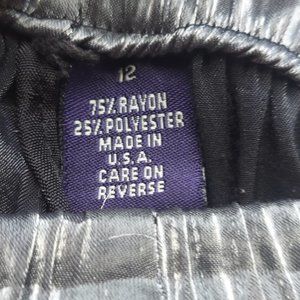 12
75% RAYON
25% POLYESTER
MADE IN
U.S.A.
CARE ON
REVERSE